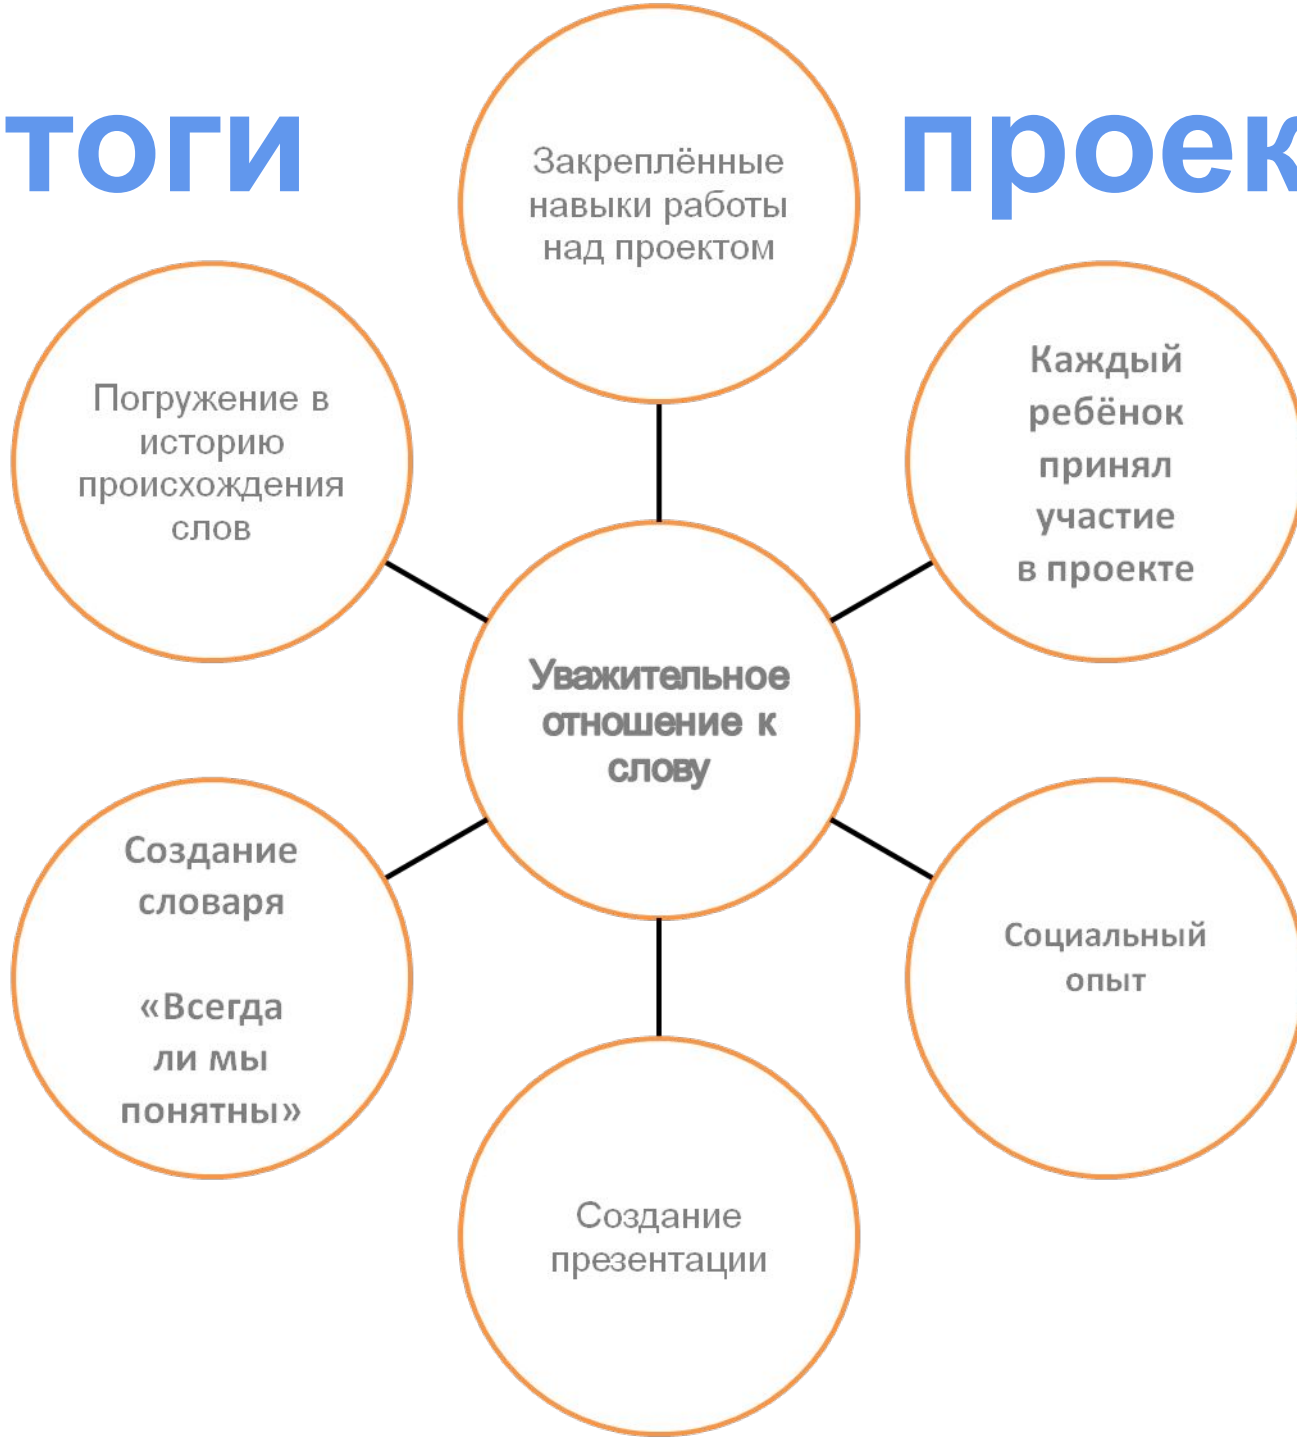 тоги проек
Закреплённые
навыки работы
над проектом
Каждый
ребёнок
принял
участие
в проекте
Социальный
опыт
Создание
презентации
Создание
словаря
«Всегда
ли мы
понятны»
Погружение в
историю
происхождения
слов
Уважительное
отношение к
слову